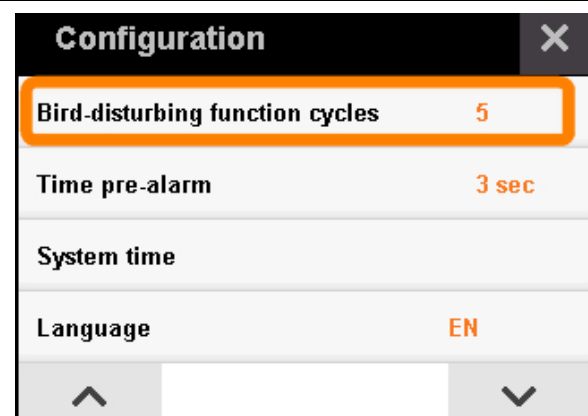 Configuration
Bird-disturbing function cycles 5
Time pre-alarm 3 sec
System time
Language EN